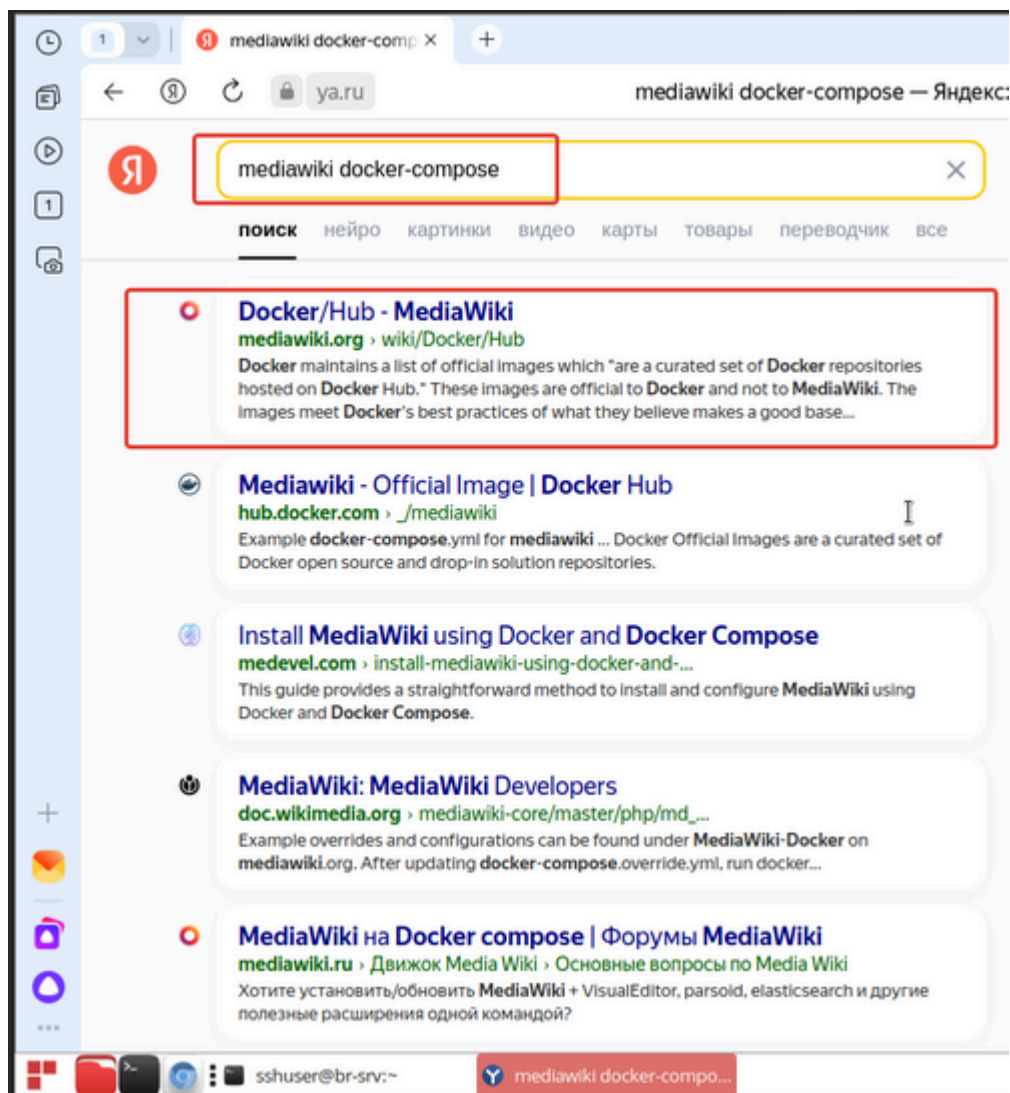 1
Я mediawiki docker-comp
Я ya.ru mediawiki docker-compose — Яндекс:
Я mediawiki docker-compose
1
поиск нейро картинки видео карты товары переводчик все
Docker/Hub - MediaWiki
mediawiki.org › wiki/Docker/Hub
Docker maintains a list of official images which "are a curated set of Docker repositories
hosted on Docker Hub." These images are official to Docker and not to MediaWiki. The
images meet Docker's best practices of what they believe makes a good base...
Mediawiki - Official Image | Docker Hub
hub.docker.com › _/mediawiki
Example docker-compose.yml for mediawiki ... Docker Official Images are a curated set of
Docker open source and drop-in solution repositories.
Install MediaWiki using Docker and Docker Compose
medevel.com › install-mediawiki-using-docker-and-...
This guide provides a straightforward method to install and configure MediaWiki using
Docker and Docker Compose.
MediaWiki: MediaWiki Developers
doc.wikimedia.org › mediawiki-core/master/php/md_...
Example overrides and configurations can be found under MediaWiki-Docker on
mediawiki.org. After updating docker-compose.override.yml, run docker...
MediaWiki на Docker compose | Форумы MediaWiki
mediawiki.ru › Движок Media Wiki › Основные вопросы по Media Wiki
Хотите установить/обновить MediaWiki + VisualEditor, parsoid, elasticsearch и другие
полезные расширения одной командой?
sshuser@br-srv:~ mediawiki docker-compo...